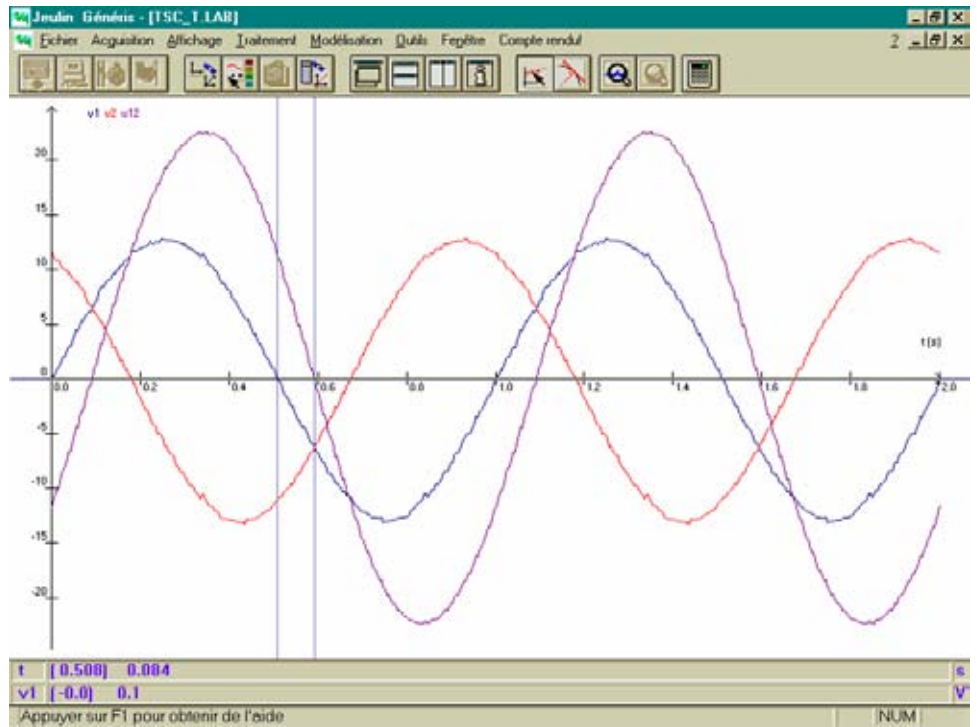 Jeulin Généris - [TSC_T.LAB]
Fichier Acquisition Affichage Traitement Modélisation Outils Fenêtre Compte rendu ?
v1 v2 u12
20
15
10
5
0
-5
-10
-15
-20
0.0 0.2 0.4 0.6 0.8 1.0 1.2 1.4 1.6 1.8 2.0
t(s)
t [ 0.508] 0.084 s
v1 (-0.0) 0.1 V
Appuyer sur F1 pour obtenir de l'aide NUM